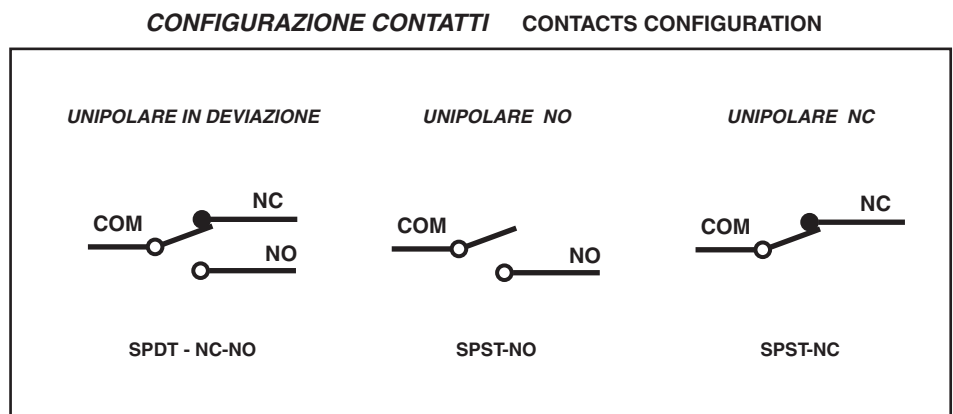 CONFIGURAZIONE CONTATTI CONTACTS CONFIGURATION
UNIPOLARE IN DEVIAZIONE
COM
NC
NO
SPDT - NC-NO
UNIPOLARE NO
COM
NO
SPST-NO
UNIPOLARE NC
COM
NC
SPST-NC